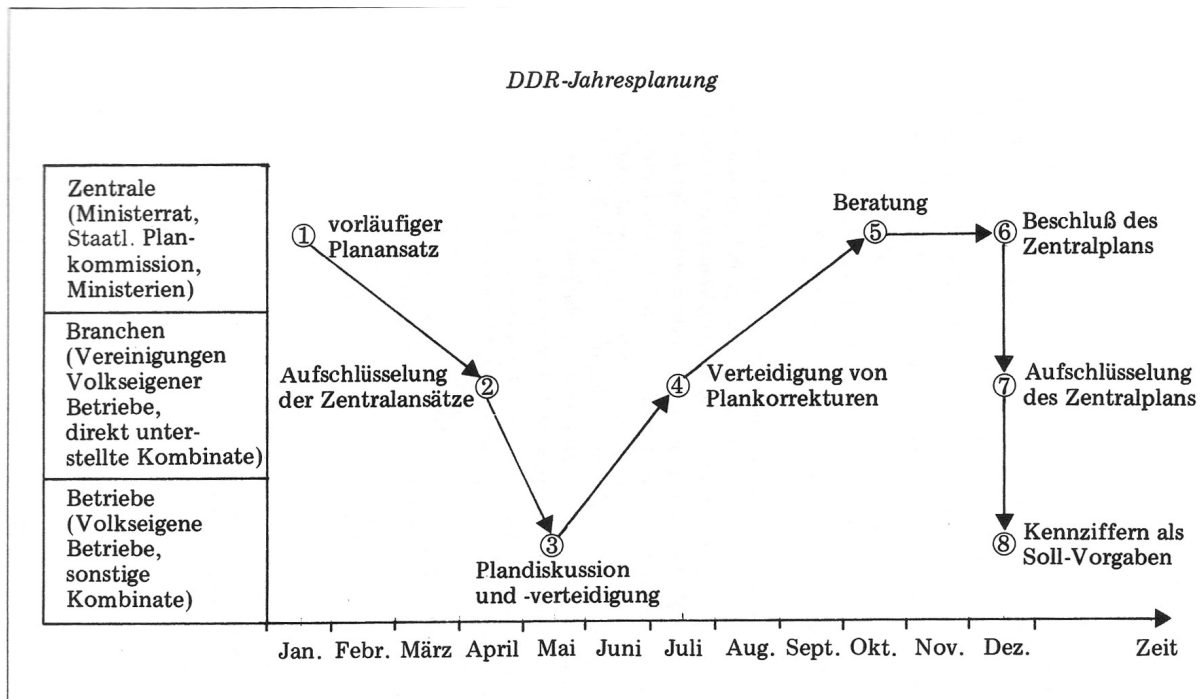 DDR-Jahresplanung
Zentrale
(Ministerrat,
Staatl. Plan-
kommission,
Ministerien)
Branchen
(Vereinigungen
Volkseigener
Betriebe,
direkt unter-
stellte Kombinate)
Betriebe
(Volkseigene
Betriebe,
sonstige
Kombinate)
① vorläufiger
Planansatz
Aufschlüsselung
der Zentralansätze ②
③
Plandiskussion
und -verteidigung
④ Verteidigung von
Plankorrekturen
Beratung
⑤
⑥ Beschluß des
Zentralplans
⑦ Aufschlüsselung
des Zentralplans
⑧ Kennziffern als
Soll-Vorgaben
Jan. Febr. März April Mai Juni Juli Aug. Sept. Okt. Nov. Dez. Zeit